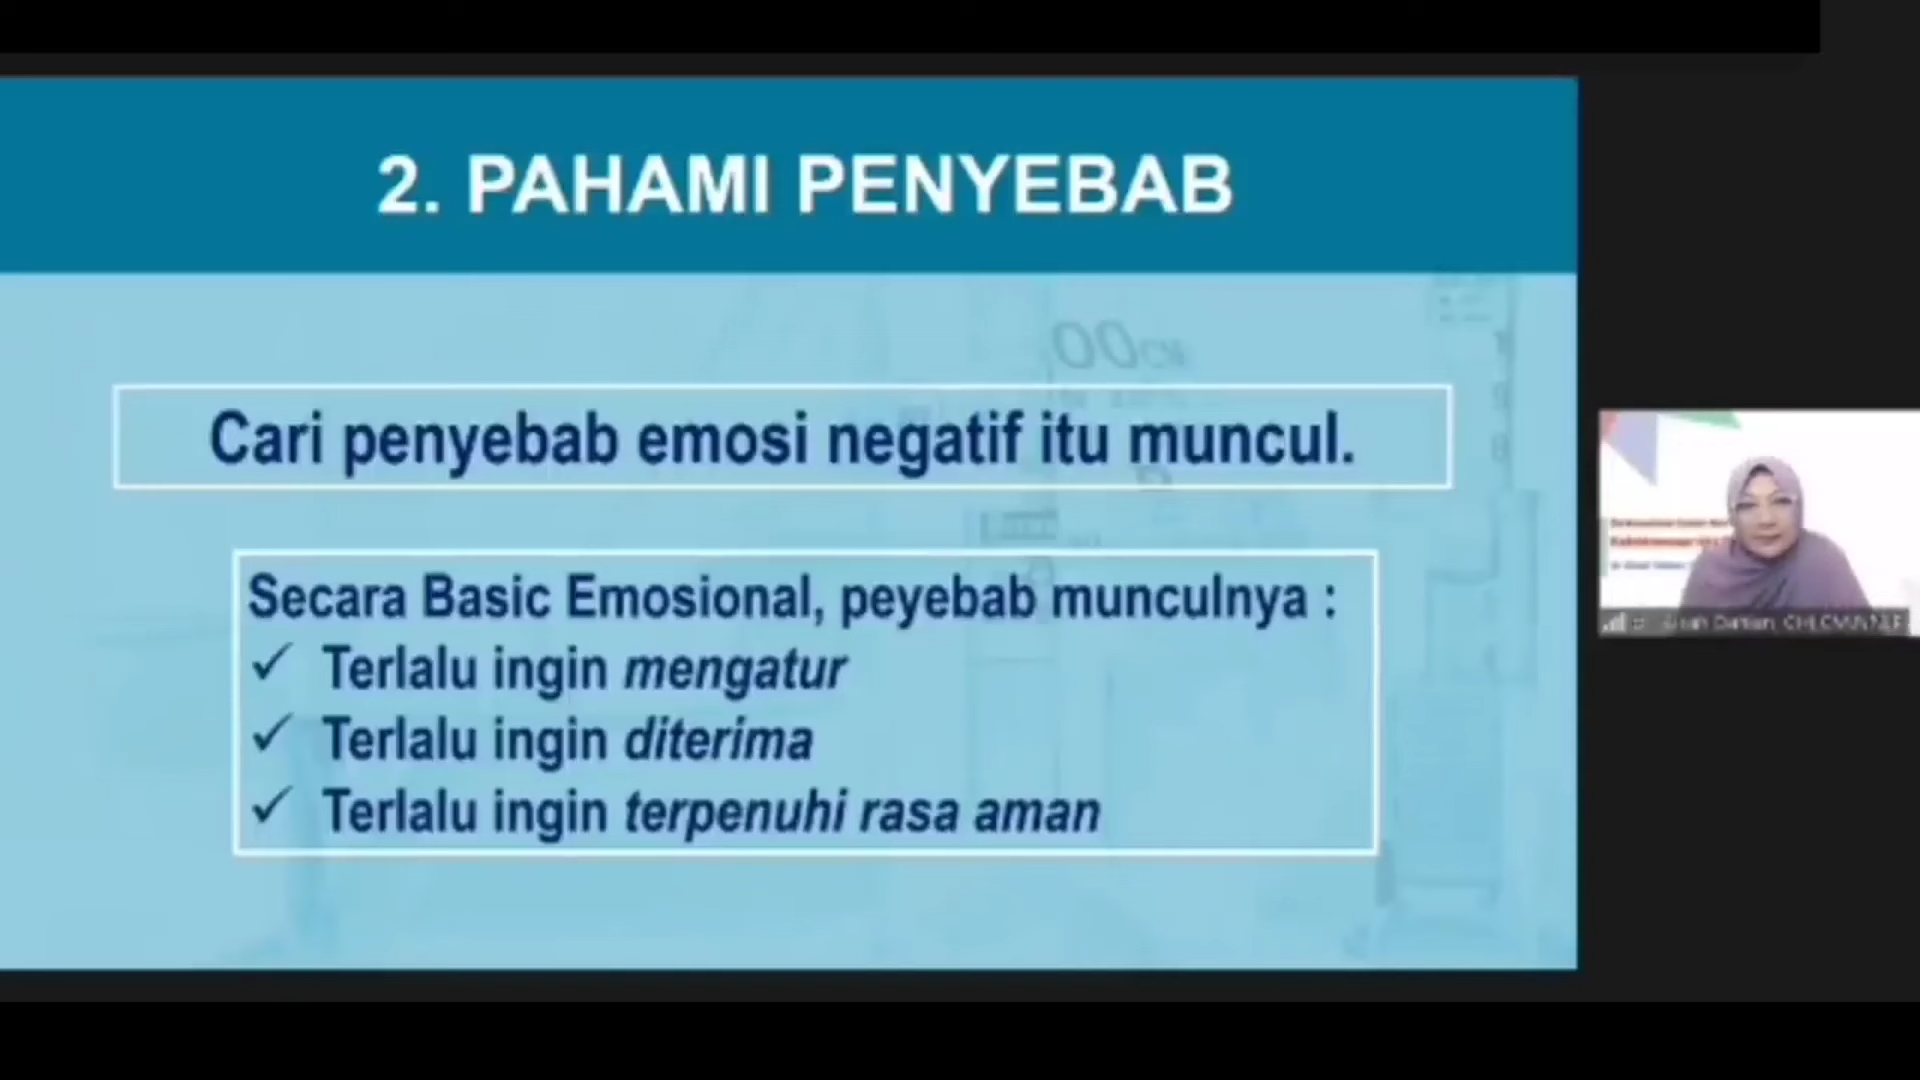 2. PAHAMI PENYEBAB
Cari penyebab emosi negatif itu muncul.
Secara Basic Emosional, peyebab munculnya :
✓ Terlalu ingin mengatur
✓ Terlalu ingin diterima
✓ Terlalu ingin terpenuhi rasa aman